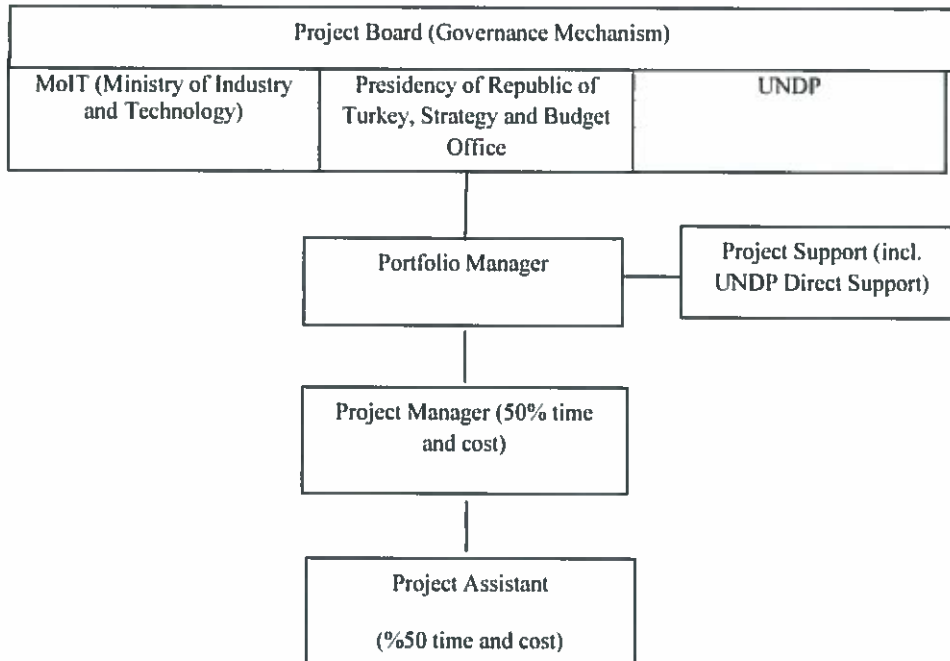 Project Board (Governance Mechanism)
MoIT (Ministry of Industry
and Technology)
Presidency of Republic of
Turkey, Strategy and Budget
Office
UNDP
Portfolio Manager
Project Support (incl.
UNDP Direct Support)
Project Manager (50% time
and cost)
Project Assistant
(%50 time and cost)